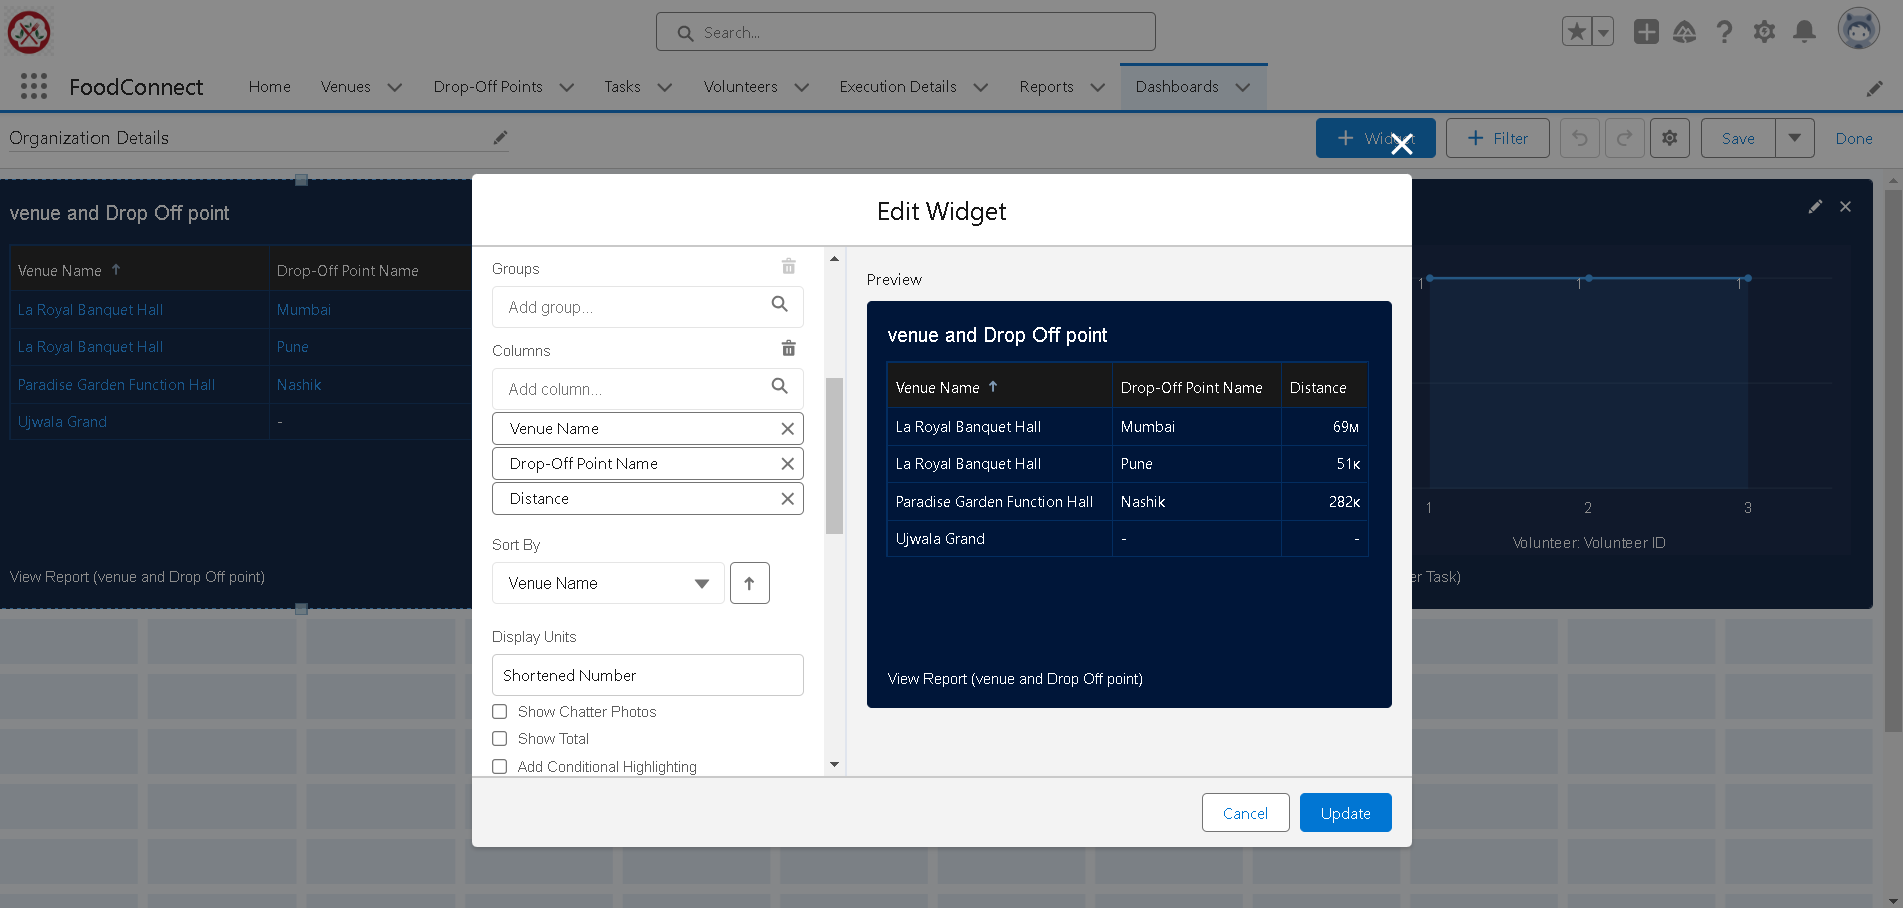 Search...
FoodConnect
Home
Venues
Drop-Off Points
Tasks
Volunteers
Execution Details
Reports
Dashboards
Organization Details
+ Filter
Save
Done
venue and Drop Off point
Venue Name ↑
Drop-Off Point Name
La Royal Banquet Hall
Mumbai
La Royal Banquet Hall
Pune
Paradise Garden Function Hall
Nashik
Ujwala Grand
-
View Report (venue and Drop Off point)
Edit Widget
Groups
Add group...
Columns
Add column...
Venue Name
Drop-Off Point Name
Distance
Sort By
Venue Name
Display Units
Shortened Number
Show Chatter Photos
Show Total
Add Conditional Highlighting
Preview
venue and Drop Off point
Venue Name ↑ Drop-Off Point Name Distance
La Royal Banquet Hall Mumbai 69M
La Royal Banquet Hall Pune 51K
Paradise Garden Function Hall Nashik 282K
Ujwala Grand - -
View Report (venue and Drop Off point)
Cancel
Update
1 1 1
1 2 3
Volunteer: Volunteer ID
er Task)